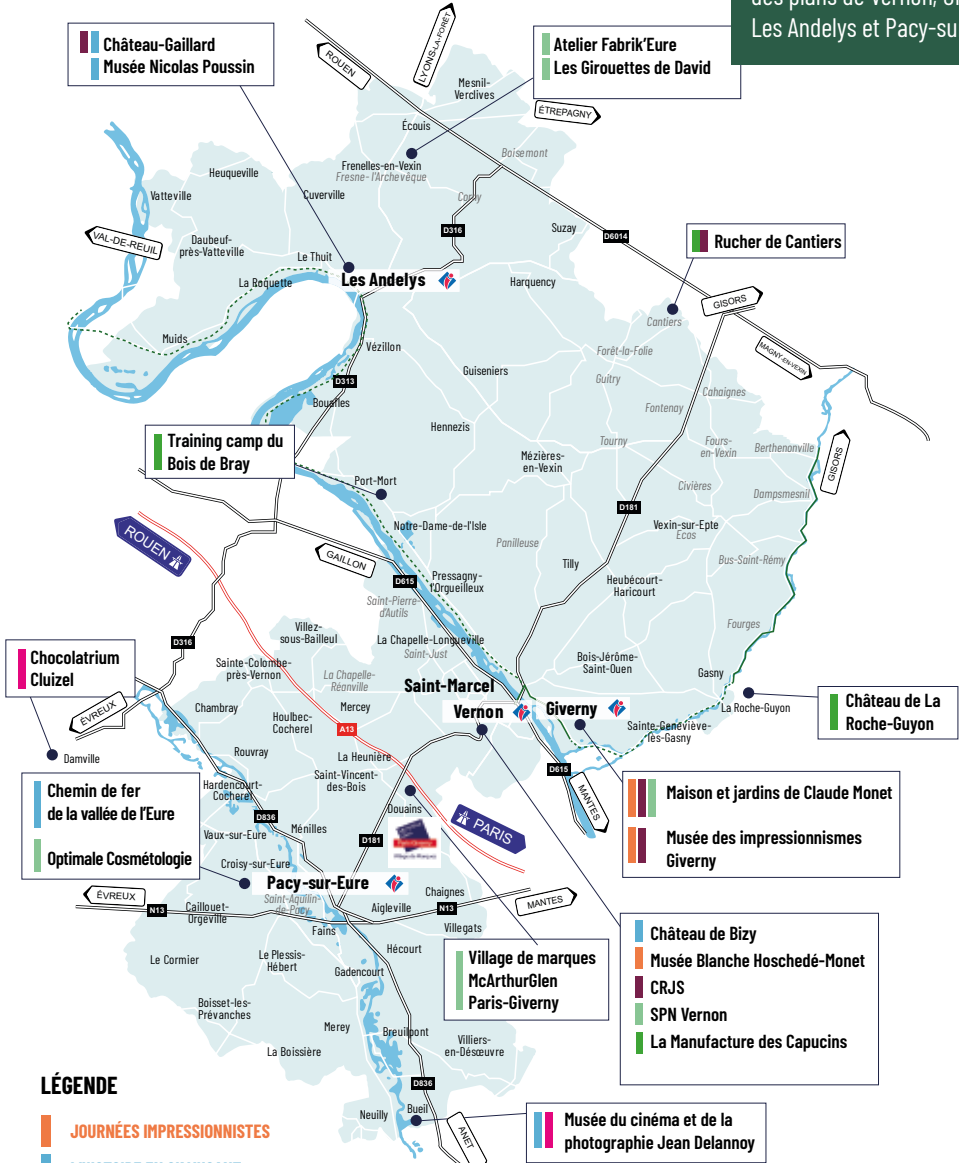 des plans de Vernon,
Les Andelys et Pacy-su
Château-Gaillard
Musée Nicolas Poussin
ROUEN
LYONS-LA-FORÊT
Atelier Fabrik'Eure
Les Girouettes de David
Mesnil-
Verclives
ÉTREPAGNY
Écouis
Boisemont
Frenelles-en-Vexin
Fresne- l'Archevêque
Heuqueville
Vatteville
Cuverville
Corny
Suzay
D316
D6014
VAL-DE-REUIL
Daubeuf-
près-Vatteville
Le Thuit
Rucher de Cantiers
La Roquette
Les Andelys
Harquency
GISORS
Cantiers
Muids
Vézillon
Forêt-la-Folie
MAGNY-EN-VEXIN
Guiseniers
Guitry
D313
Bouafles
Cahaignes
Fontenay
Hennezis
Training camp du
Bois de Bray
Tourny
Fours-
en-Vexin
Berthenonville
GISORS
Mézières-
en-Vexin
Port-Mort
Civières
Dampsmesnil
D181
Notre-Dame-de-l'Isle
Vexin-sur-Epte
Ecos
ROUEN
Panilleuse
GAILLON
Tilly
Bus-Saint-Rémy
D615
Pressagny-
l'Orgueilleux
Heubécourt-
Haricourt
Saint-Pierre-
d'Autils
Fourges
Villez-
sous-Bailleul
D316
La Chapelle-Longueville
Saint-Just
Chocolatrium
Cluizel
Sainte-Colombe-
près-Vernon
La Chapelle-
Réonville
Bois-Jérôme-
Saint-Ouen
Gasny
Saint-Marcel
Château de La
Roche-Guyon
ÉVREUX
Chambray
Mercey
Vernon
Giverny
La Roche-Guyon
Houlbec-
Cocherel
A13
Sainte-Geneviève-
lès-Gasny
Damville
Rouvray
La Heunière
D615
Chemin de fer
de la vallée de l'Eure
Hardencourt-
Cocherel
Saint-Vincent-
des-Bois
MANTES
Maison et jardins de Claude Monet
Douains
D836
PARIS
Vaux-sur-Eure
Ménilles
D181
Musée des impressionnismes
Giverny
Optimale Cosmétologie
Croisy-sur-Eure
Pacy-sur-Eure
ÉVREUX
Saint-Aquilin
de-Pacy
Chaignes
MANTES
N13
Caillouet-
Orgeville
Aigleville
N13
Fains
Villegats
Château de Bizy
Musée Blanche Hoschedé-Monet
CRJS
SPN Vernon
La Manufacture des Capucins
Le Cormier
Le Plessis-
Hébert
Hécourt
Gadencourt
Village de marques
McArthurGlen
Paris-Giverny
Boisset-les-
Prévanches
Merey
Breuilpont
La Boissière
Villiers-
en-Désœuvre
LÉGENDE
D836
JOURNÉES IMPRESSIONNISTES
Neuilly
Bueil
Musée du cinéma et de la
photographie Jean Delannoy
ANET